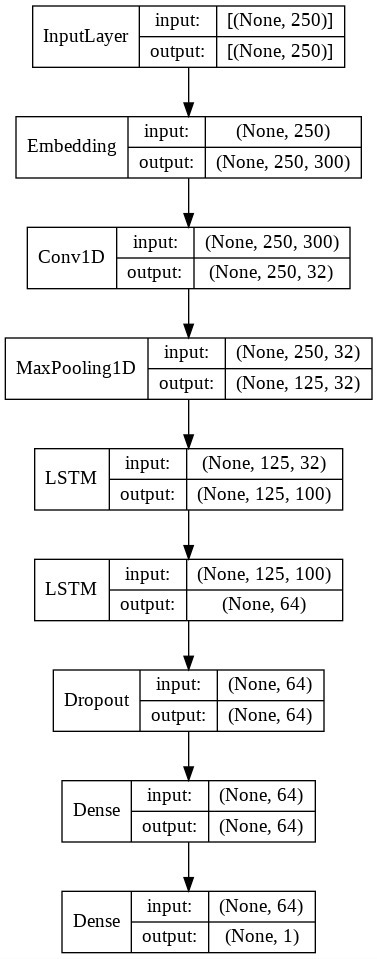 InputLayer
input: [(None, 250)]
output: [(None, 250)]
Embedding
input: (None, 250)
output: (None, 250, 300)
Conv1D
input: (None, 250, 300)
output: (None, 250, 32)
MaxPooling1D
input: (None, 250, 32)
output: (None, 125, 32)
LSTM
input: (None, 125, 32)
output: (None, 125, 100)
LSTM
input: (None, 125, 100)
output: (None, 64)
Dropout
input: (None, 64)
output: (None, 64)
Dense
input: (None, 64)
output: (None, 64)
Dense
input: (None, 64)
output: (None, 1)